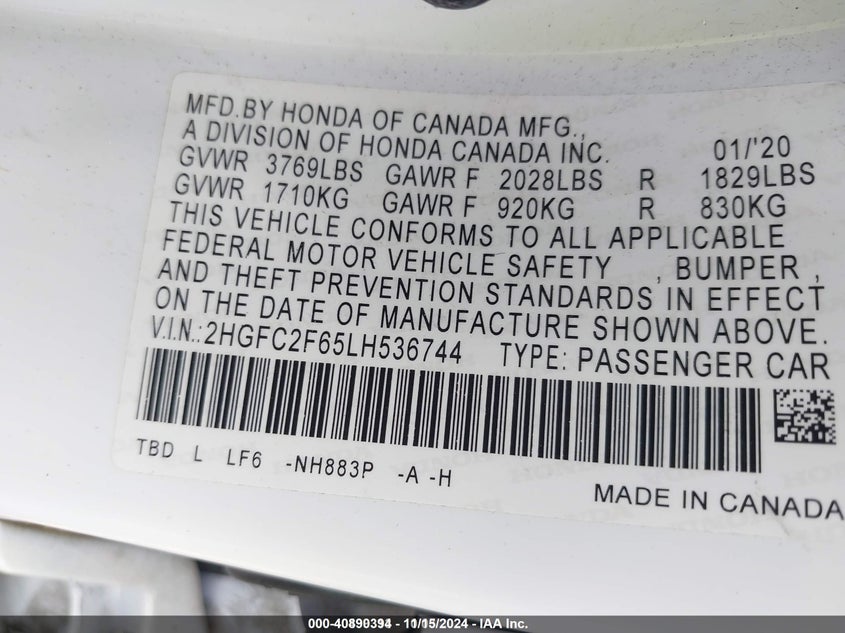 MFD.BY HONDA OF CANADA MFG.,
A DIVISION OF HONDA CANADA INC. 01/'20
GVWR 3769LBS GAWR F 2028LBS R 1829LBS
GVWR 1710KG GAWR F 920KG R 830KG
THIS VEHICLE CONFORMS TO ALL APPLICABLE
FEDERAL MOTOR VEHICLE SAFETY , BUMPER ,
AND THEFT PREVENTION STANDARDS IN EFFECT
ON THE DATE OF MANUFACTURE SHOWN ABOVE.
V.I.N.:2HGFC2F65LH536744 TYPE: PASSENGER CAR
TBD L LF6 -NH883P -A -H
MADE IN CANADA
000-40890394 - 11/15/2024 - IAA Inc.